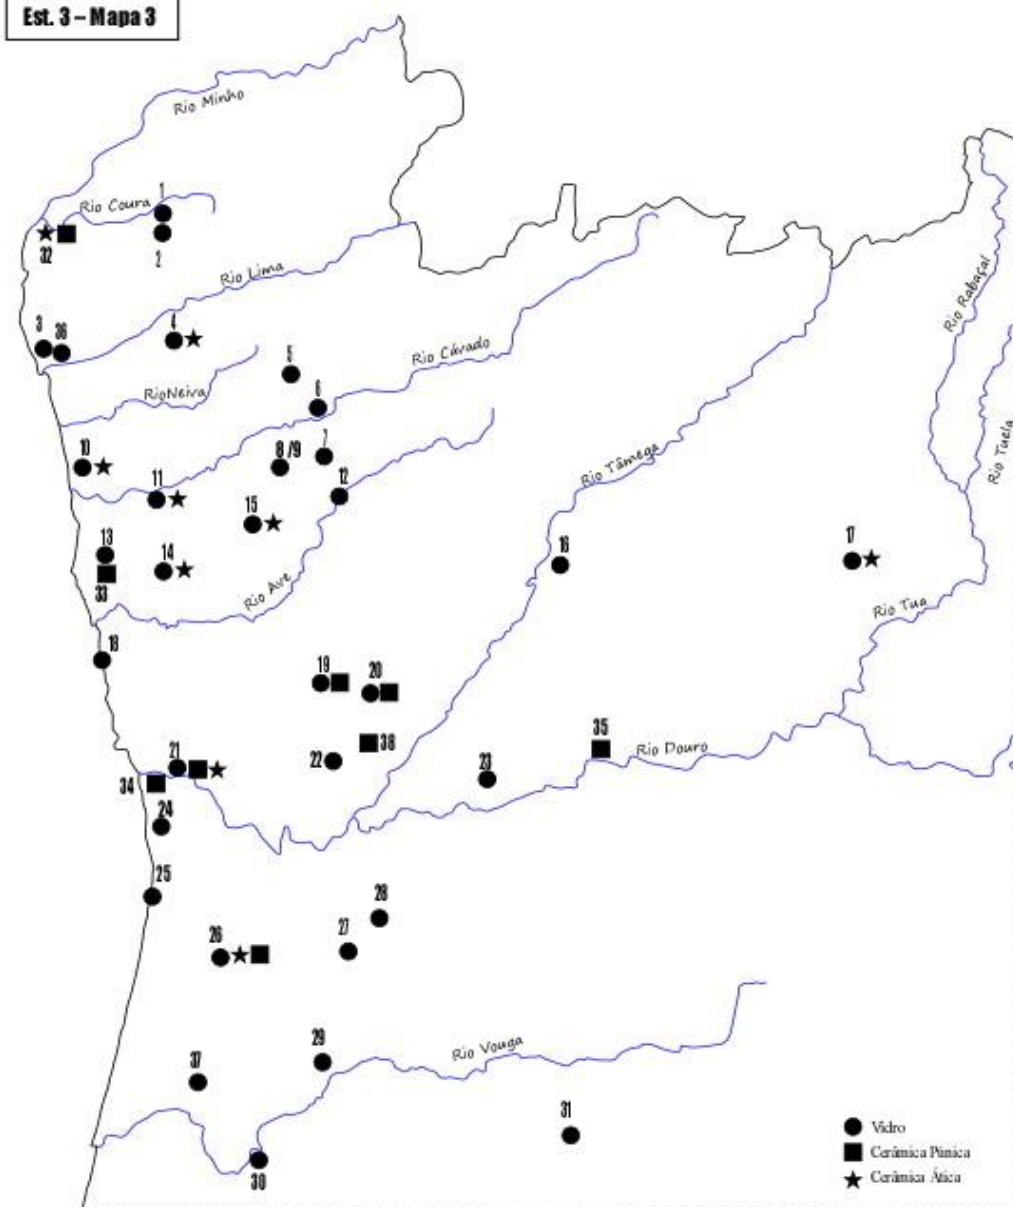 Est. 3 – Mapa 3
Rio Minho
1
Rio Coura
32
2
Rio Lima
3
36
4
5
Rio Cávado
6
RioNeiva
Rio Rabaçal
Rio Tuela
10
8 /9
7
Rio Tâmega
11
12
15
13
14
33
Rio Ave
16
17
Rio Tua
18
19
20
38
35
Rio Douro
21
22
23
34
24
25
28
26
27
29
Rio Vouga
37
31
30
Vidro
Cerâmica Púnica
Cerâmica Ática